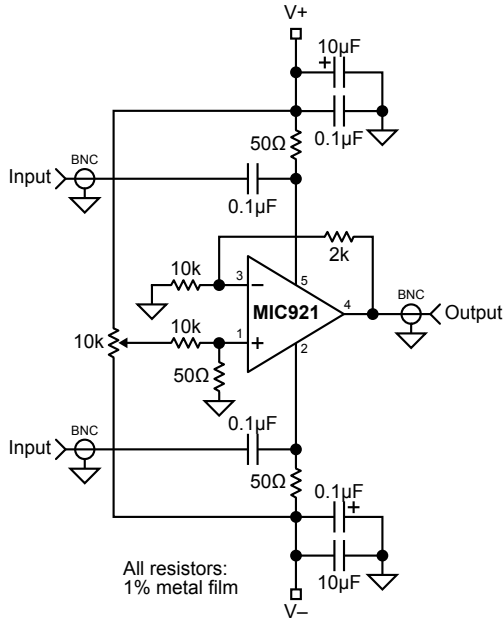 V+
10µF
+
0.1µF
50Ω
BNC
Input
0.1µF
2k
10k
3
−
5
MIC921
4
BNC
Output
10k
1
+
2
10k
50Ω
0.1µF
BNC
Input
50Ω
0.1µF
+
10µF
All resistors:
1% metal film
V–